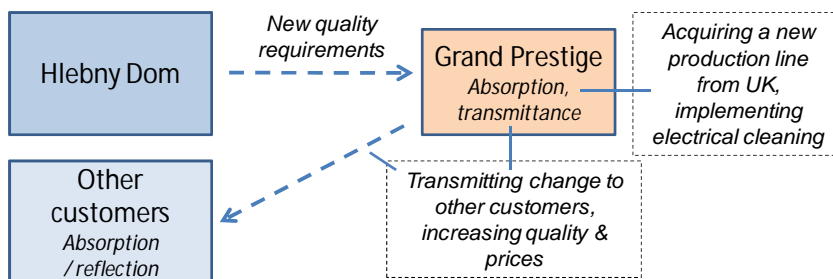 Hlebny Dom
New quality
requirements
Grand Prestige
Absorption,
transmittance
Acquiring a new
production line
from UK,
implementing
electrical cleaning
Other
customers
Absorption
/ reflection
Transmitting change to
other customers,
increasing quality &
prices